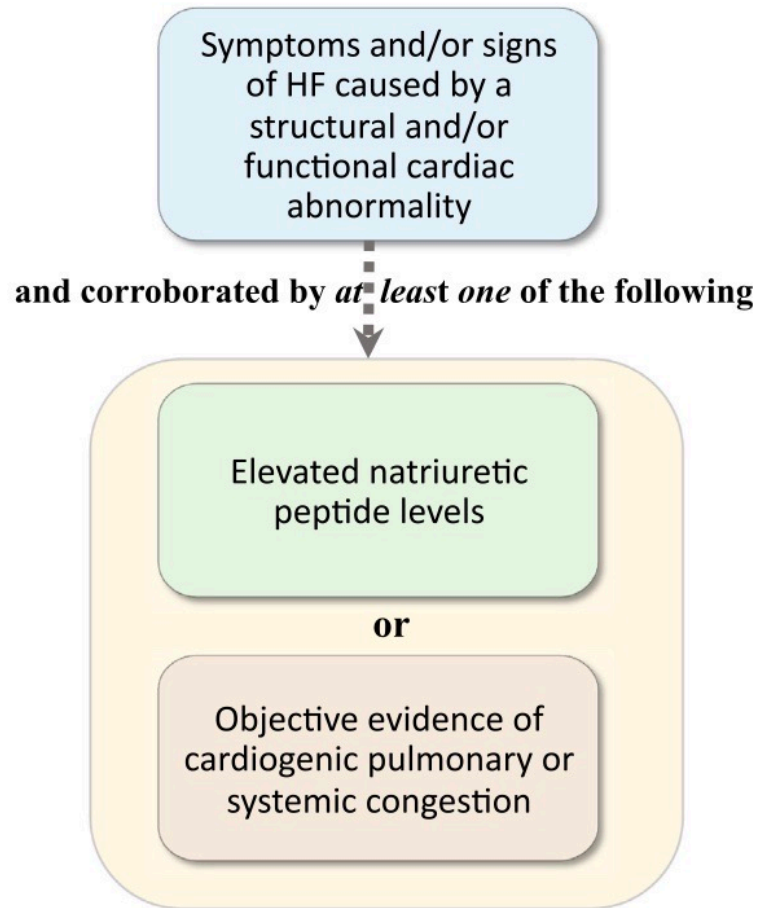 Symptoms and/or signs
of HF caused by a
structural and/or
functional cardiac
abnormality
and corroborated by at least one of the following
Elevated natriuretic
peptide levels
or
Objective evidence of
cardiogenic pulmonary or
systemic congestion